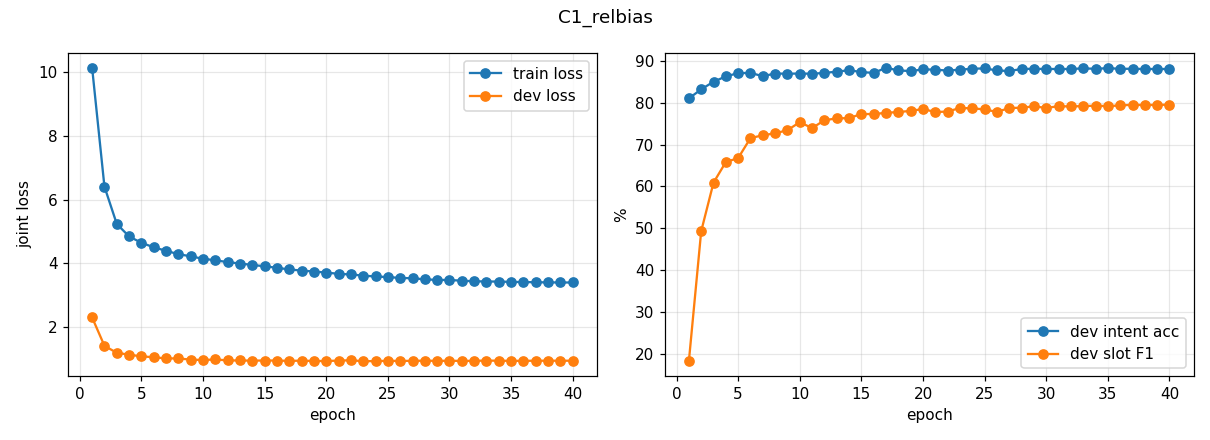 C1_relbias
joint loss
10
8
6
4
2
0 5 10 15 20 25 30 35 40
epoch
train loss
dev loss
%
90
80
70
60
50
40
30
20
0 5 10 15 20 25 30 35 40
epoch
dev intent acc
dev slot F1